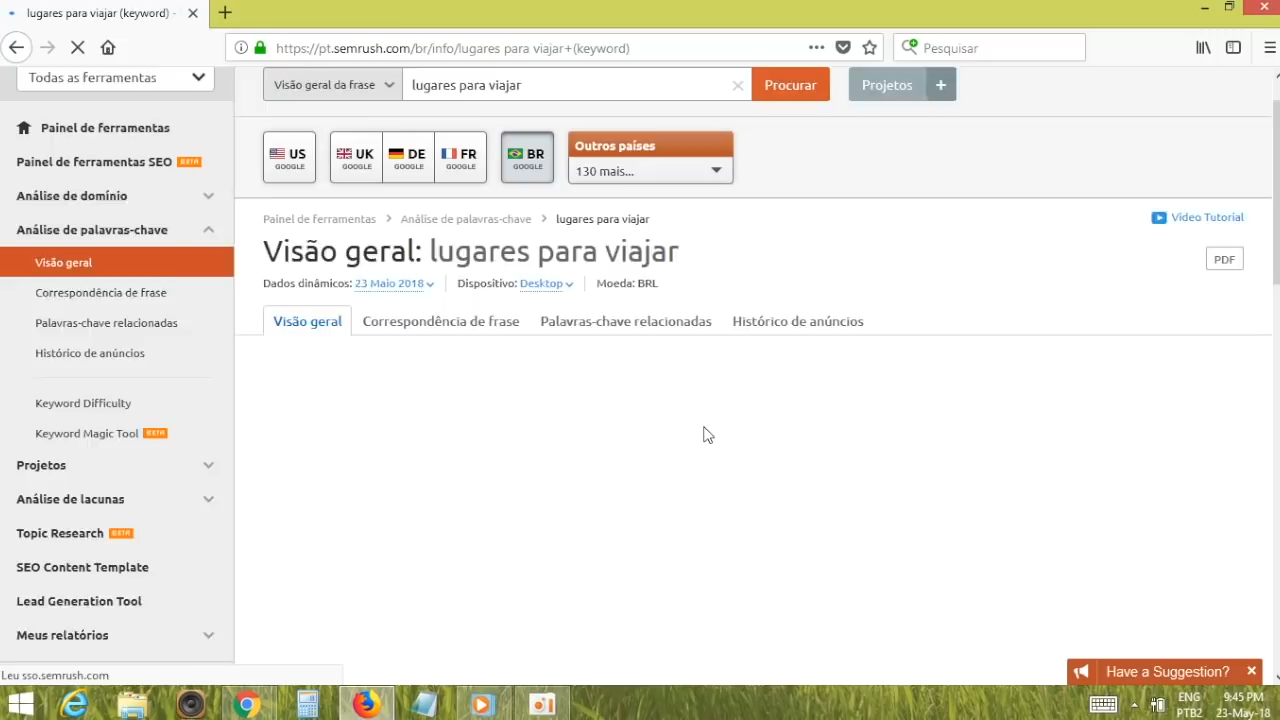 lugares para viajar (keyword) -
https://pt.semrush.com/br/info/lugares para viajar+(keyword)
Pesquisar
Todas as ferramentas
Visão geral da frase
lugares para viajar
Procurar
Projetos +
Painel de ferramentas
Painel de ferramentas SEO BETA
Análise de domínio
Análise de palavras-chave
Visão geral
Correspondência de frase
Palavras-chave relacionadas
Histórico de anúncios
Keyword Difficulty
Keyword Magic Tool BETA
Projetos
Análise de lacunas
Topic Research BETA
SEO Content Template
Lead Generation Tool
Meus relatórios
US GOOGLE
UK GOOGLE
DE GOOGLE
FR GOOGLE
BR GOOGLE
Outros países
130 mais...
Painel de ferramentas > Análise de palavras-chave > lugares para viajar
Video Tutorial
Visão geral: lugares para viajar
PDF
Dados dinâmicos: 23 Maio 2018 Dispositivo: Desktop Moeda: BRL
Visão geral Correspondência de frase Palavras-chave relacionadas Histórico de anúncios
Leu sso.semrush.com
Have a Suggestion?
ENG
PTB2
9:45 PM
23-May-18